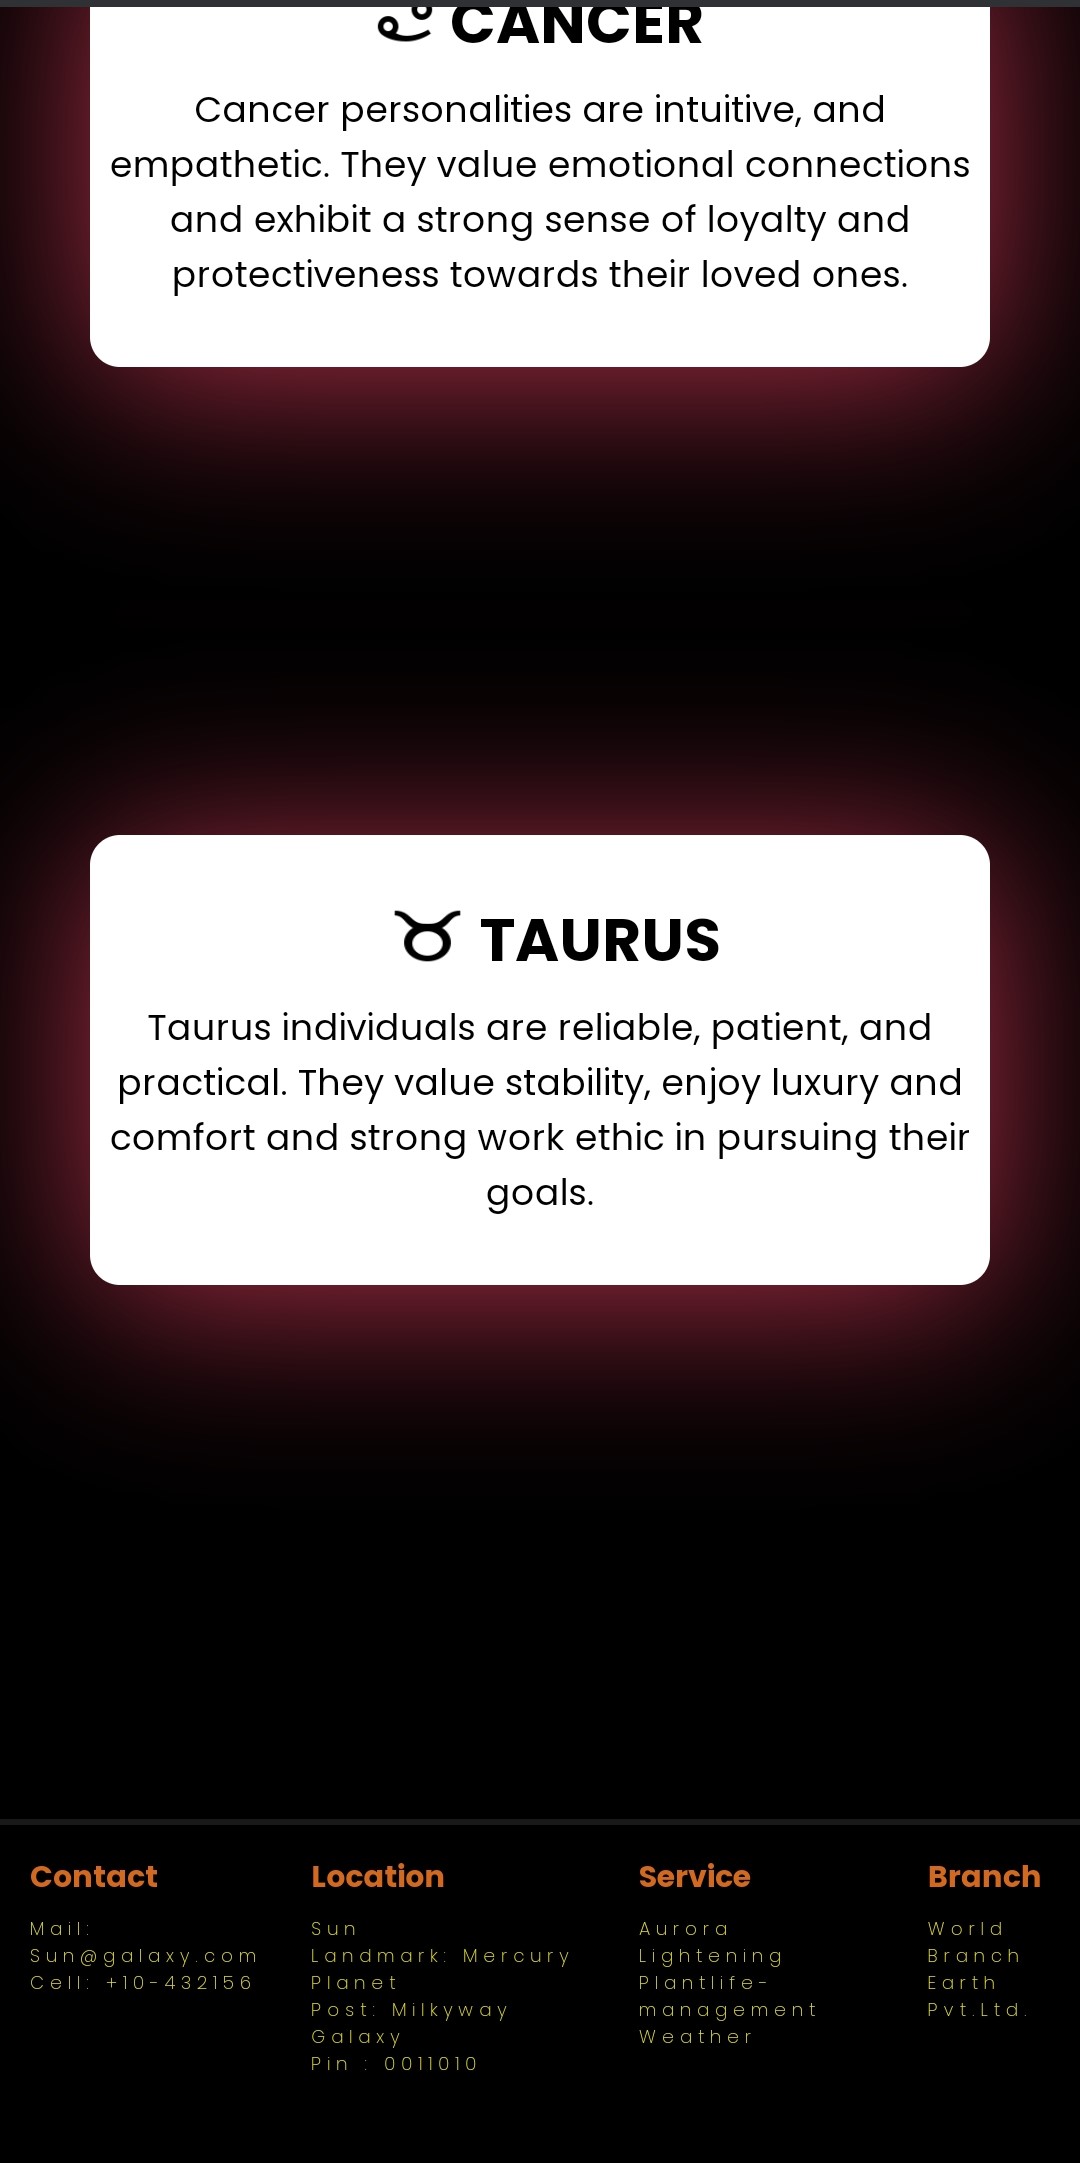 CANCER
Cancer personalities are intuitive, and
empathetic. They value emotional connections
and exhibit a strong sense of loyalty and
protectiveness towards their loved ones.
TAURUS
Taurus individuals are reliable, patient, and
practical. They value stability, enjoy luxury and
comfort and strong work ethic in pursuing their
goals.
Contact
Mail:
Sun@galaxy.com
Cell: +10-432156
Location
Sun
Landmark: Mercury
Planet
Post: Milkyway
Galaxy
Pin : 0011010
Service
Aurora
Lightening
Plantlife-
management
Weather
Branch
World
Branch
Earth
Pvt.Ltd.